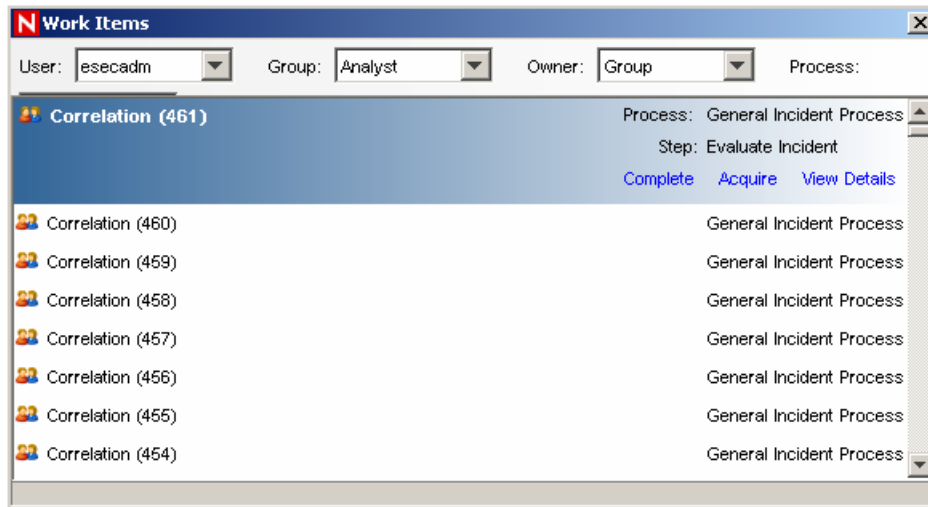 N Work Items
User: esecadm Group: Analyst Owner: Group Process:
Correlation (461) Process: General Incident Process
Step: Evaluate Incident
Complete Acquire View Details
Correlation (460) General Incident Process
Correlation (459) General Incident Process
Correlation (458) General Incident Process
Correlation (457) General Incident Process
Correlation (456) General Incident Process
Correlation (455) General Incident Process
Correlation (454) General Incident Process